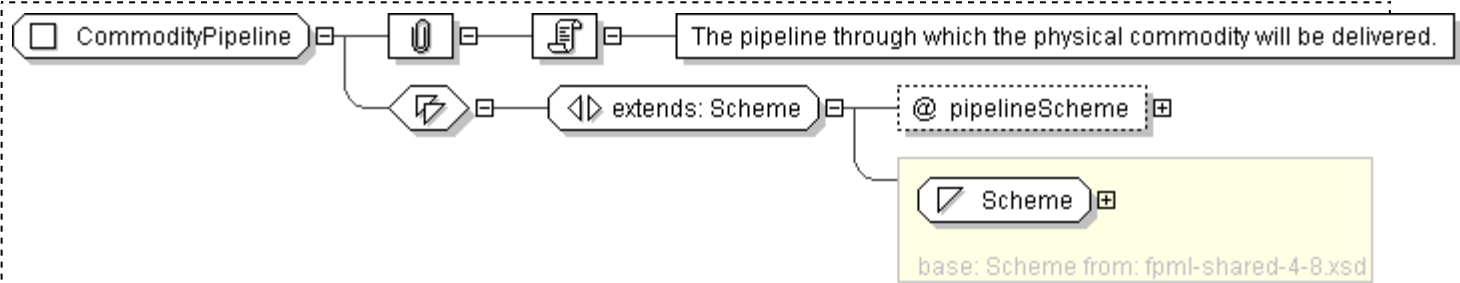 CommodityPipeline
The pipeline through which the physical commodity will be delivered.
extends: Scheme
@ pipelineScheme
Scheme
base: Scheme from: fpml-shared-4-8.xsd